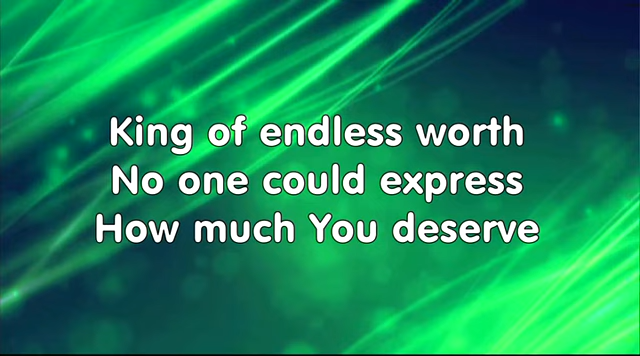 King of endless worth
No one could express
How much You deserve